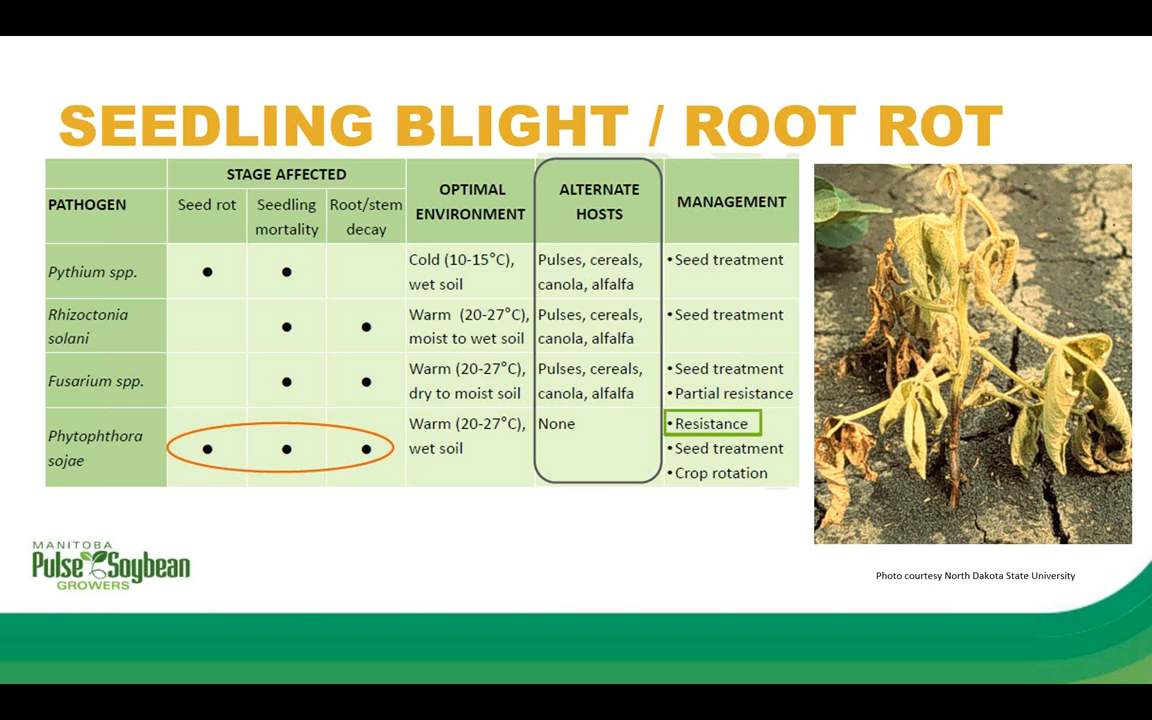 SEEDLING BLIGHT / ROOT ROT
STAGE AFFECTED
PATHOGEN
Seed rot
Seedling
mortality
Root/stem
decay
OPTIMAL
ENVIRONMENT
ALTERNATE
HOSTS
MANAGEMENT
Pythium spp.
●
●
Cold (10-15°C),
wet soil
Pulses, cereals,
canola, alfalfa
•Seed treatment
Rhizoctonia
solani
●
●
Warm (20-27°C),
moist to wet soil
Pulses, cereals,
canola, alfalfa
•Seed treatment
Fusarium spp.
●
●
Warm (20-27°C),
dry to moist soil
Pulses, cereals,
canola, alfalfa
•Seed treatment
•Partial resistance
Phytophthora
sojae
●
●
●
Warm (20-27°C),
wet soil
None
•Resistance
•Seed treatment
•Crop rotation
MANITOBA
Pulse Soybean
GROWERS
Photo courtesy North Dakota State University